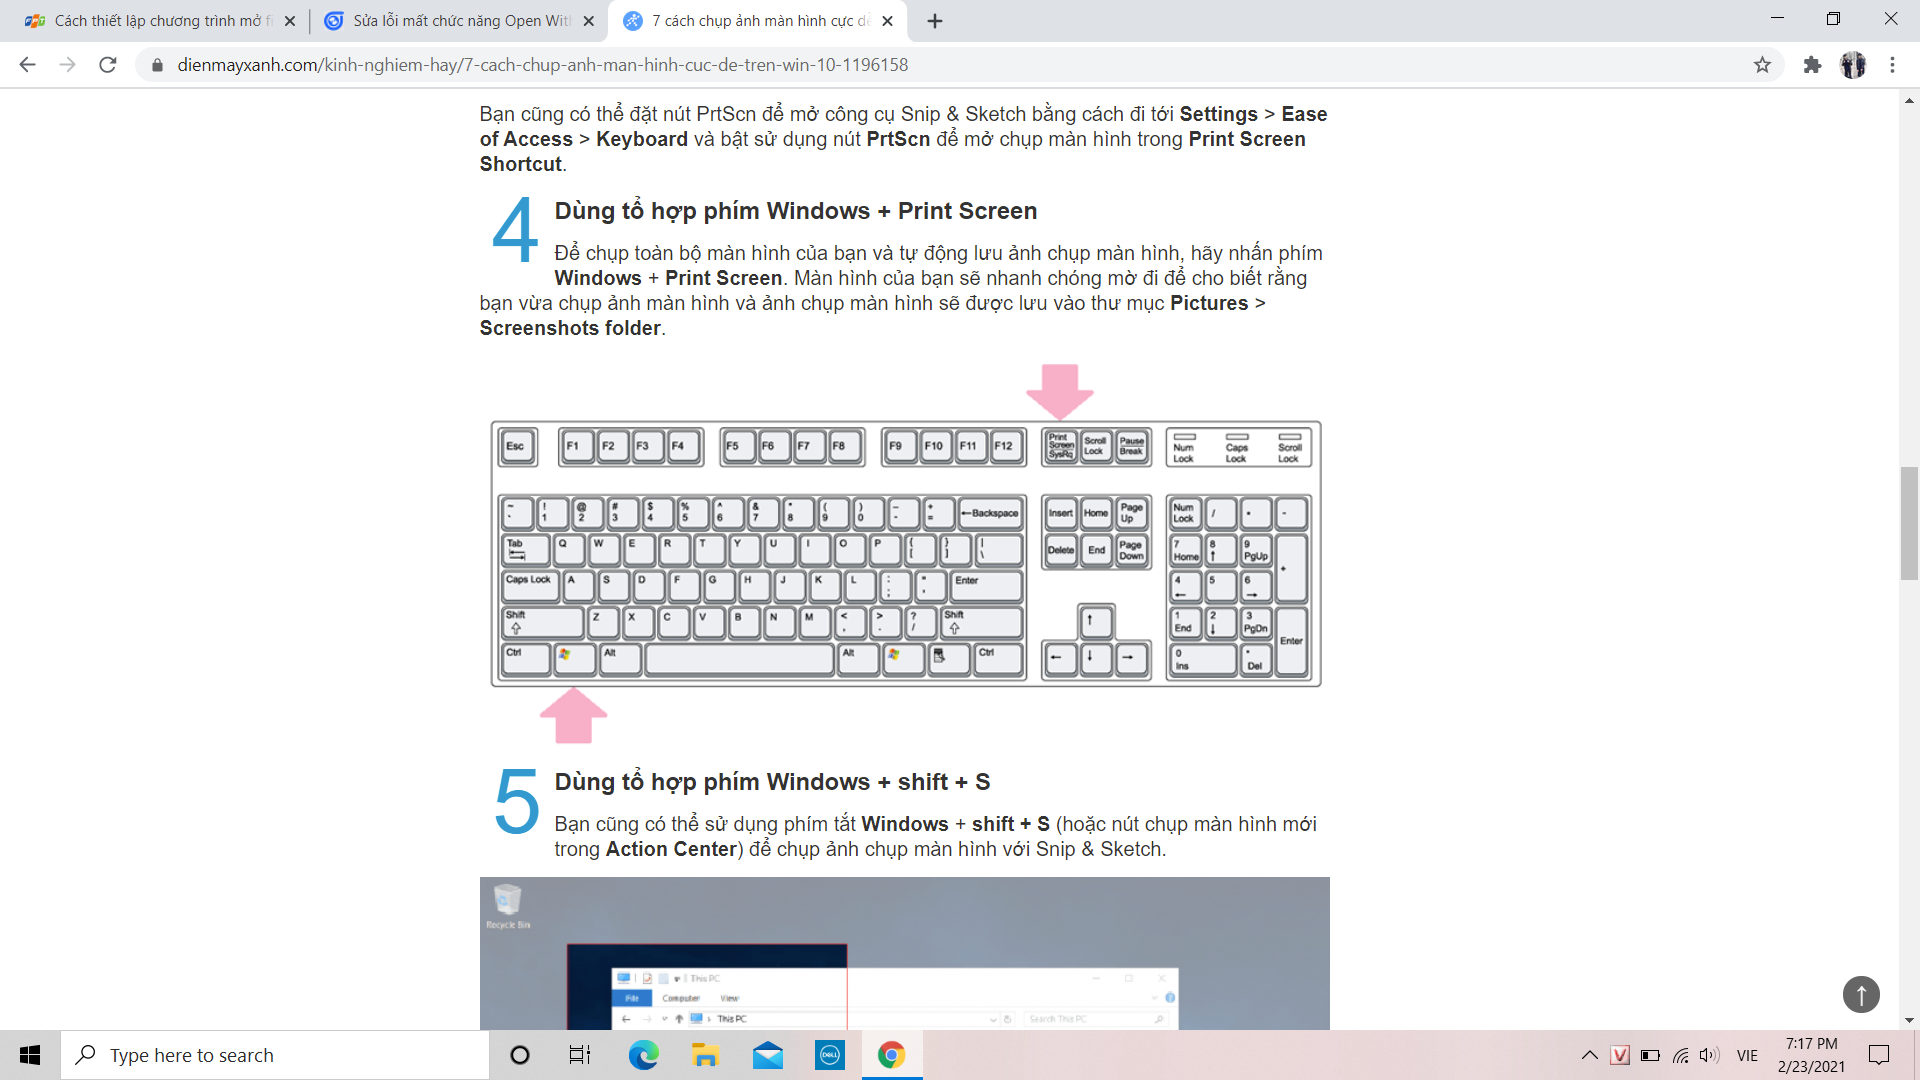 Cách thiết lập chương trình mở fi
Sửa lỗi mất chức năng Open With
7 cách chụp ảnh màn hình cực dễ
dienmayxanh.com/kinh-nghiem-hay/7-cach-chup-anh-man-hinh-cuc-de-tren-win-10-1196158
Bạn cũng có thể đặt nút PrtScn để mở công cụ Snip & Sketch bằng cách đi tới Settings > Ease
of Access > Keyboard và bật sử dụng nút PrtScn để mở chụp màn hình trong Print Screen
Shortcut.
4 Dùng tổ hợp phím Windows + Print Screen
Để chụp toàn bộ màn hình của bạn và tự động lưu ảnh chụp màn hình, hãy nhấn phím
Windows + Print Screen. Màn hình của bạn sẽ nhanh chóng mờ đi để cho biết rằng
bạn vừa chụp ảnh màn hình và ảnh chụp màn hình sẽ được lưu vào thư mục Pictures >
Screenshots folder.
Esc F1 F2 F3 F4 F5 F6 F7 F8 F9 F10 F11 F12 Print Screen SysRq Scroll Lock Pause Break Num Lock Caps Lock Scroll Lock
~ ` ! 1 @ 2 # 3 $ 4 % 5 ^ 6 & 7 * 8 ( 9 ) 0 – - + = ←Backspace Insert Home Page Up Num Lock / * -
Tab Q W E R T Y U I O P { [ } ] | \ Delete End Page Down 7 Home 8 ↑ 9 PgUp +
Caps Lock A S D F G H J K L : ; " ' Enter 4 ← 5 6 →
Shift Z X C V B N M < , > . ? / Shift ↑ 1 End 2 ↓ 3 PgDn Enter
Ctrl Alt Alt Ctrl ← ↓ → 0 Ins • Del
5 Dùng tổ hợp phím Windows + shift + S
Bạn cũng có thể sử dụng phím tắt Windows + shift + S (hoặc nút chụp màn hình mới
trong Action Center) để chụp ảnh chụp màn hình với Snip & Sketch.
Recycle Bin
This PC
File Computer View
This PC Search This PC
Type here to search
DELL
V
VIE
7:17 PM
2/23/2021